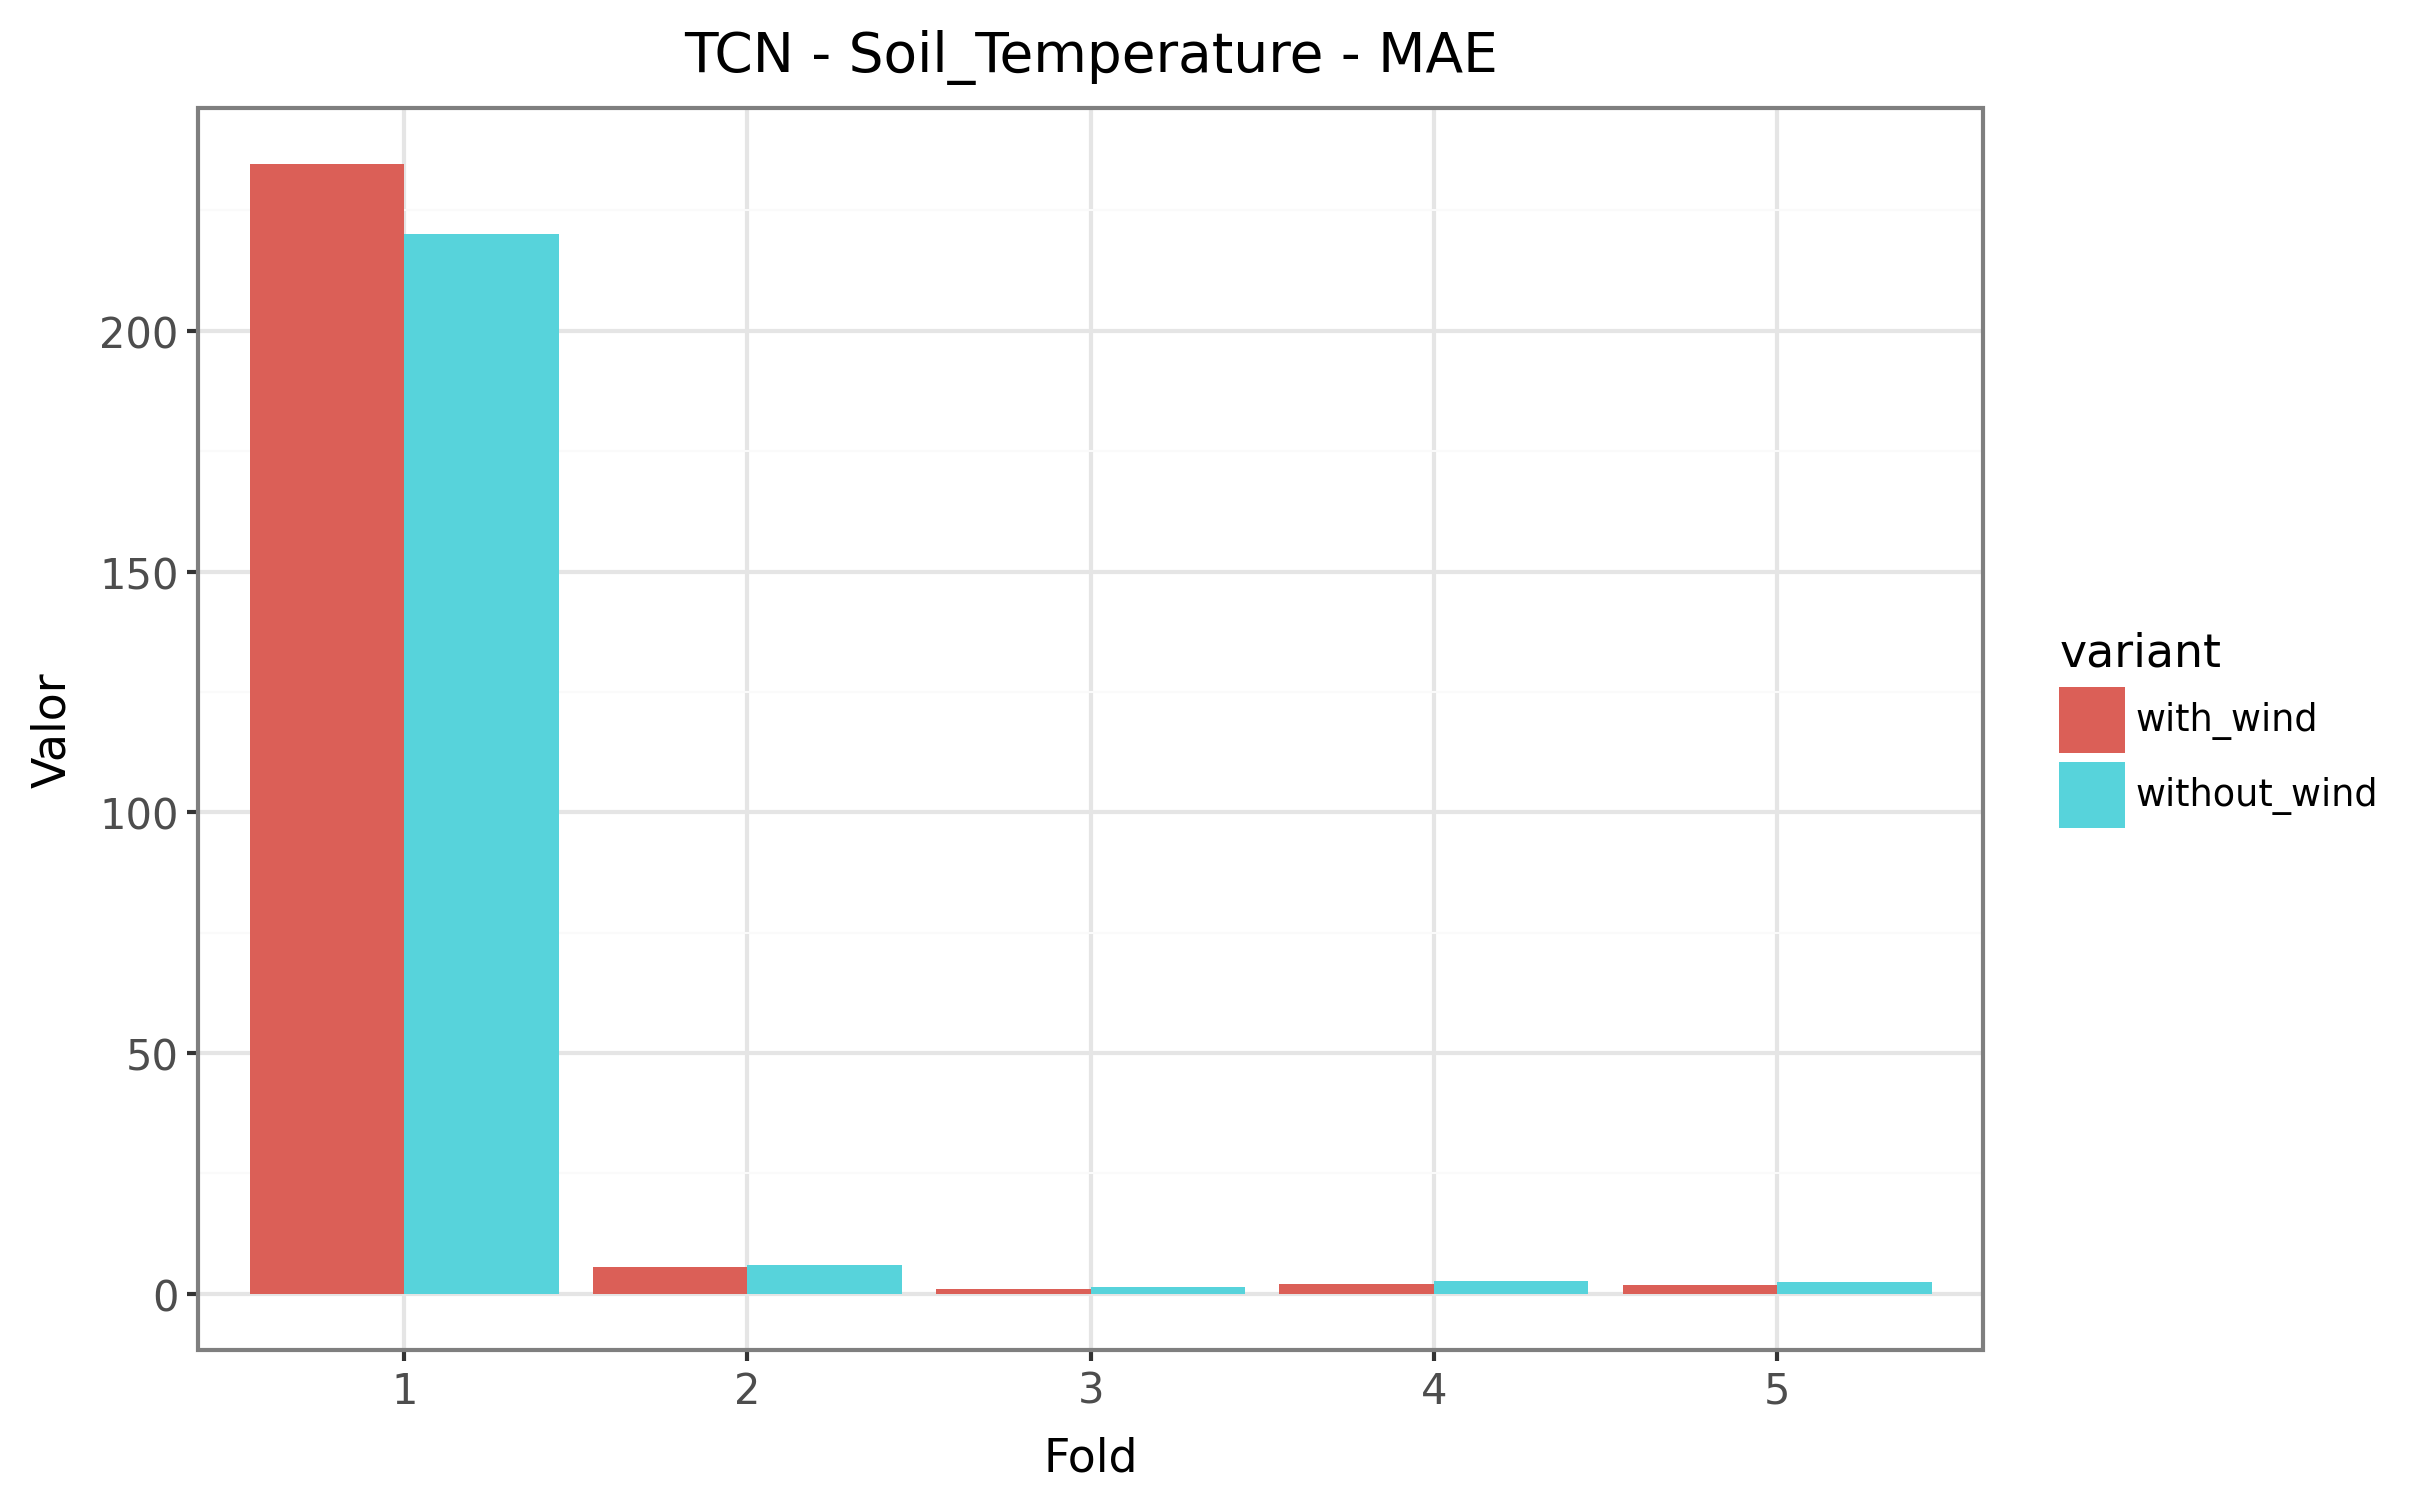 TCN - Soil_Temperature - MAE
Valor
200
150
100
50
0
1
2
3
4
5
Fold
variant
with_wind
without_wind